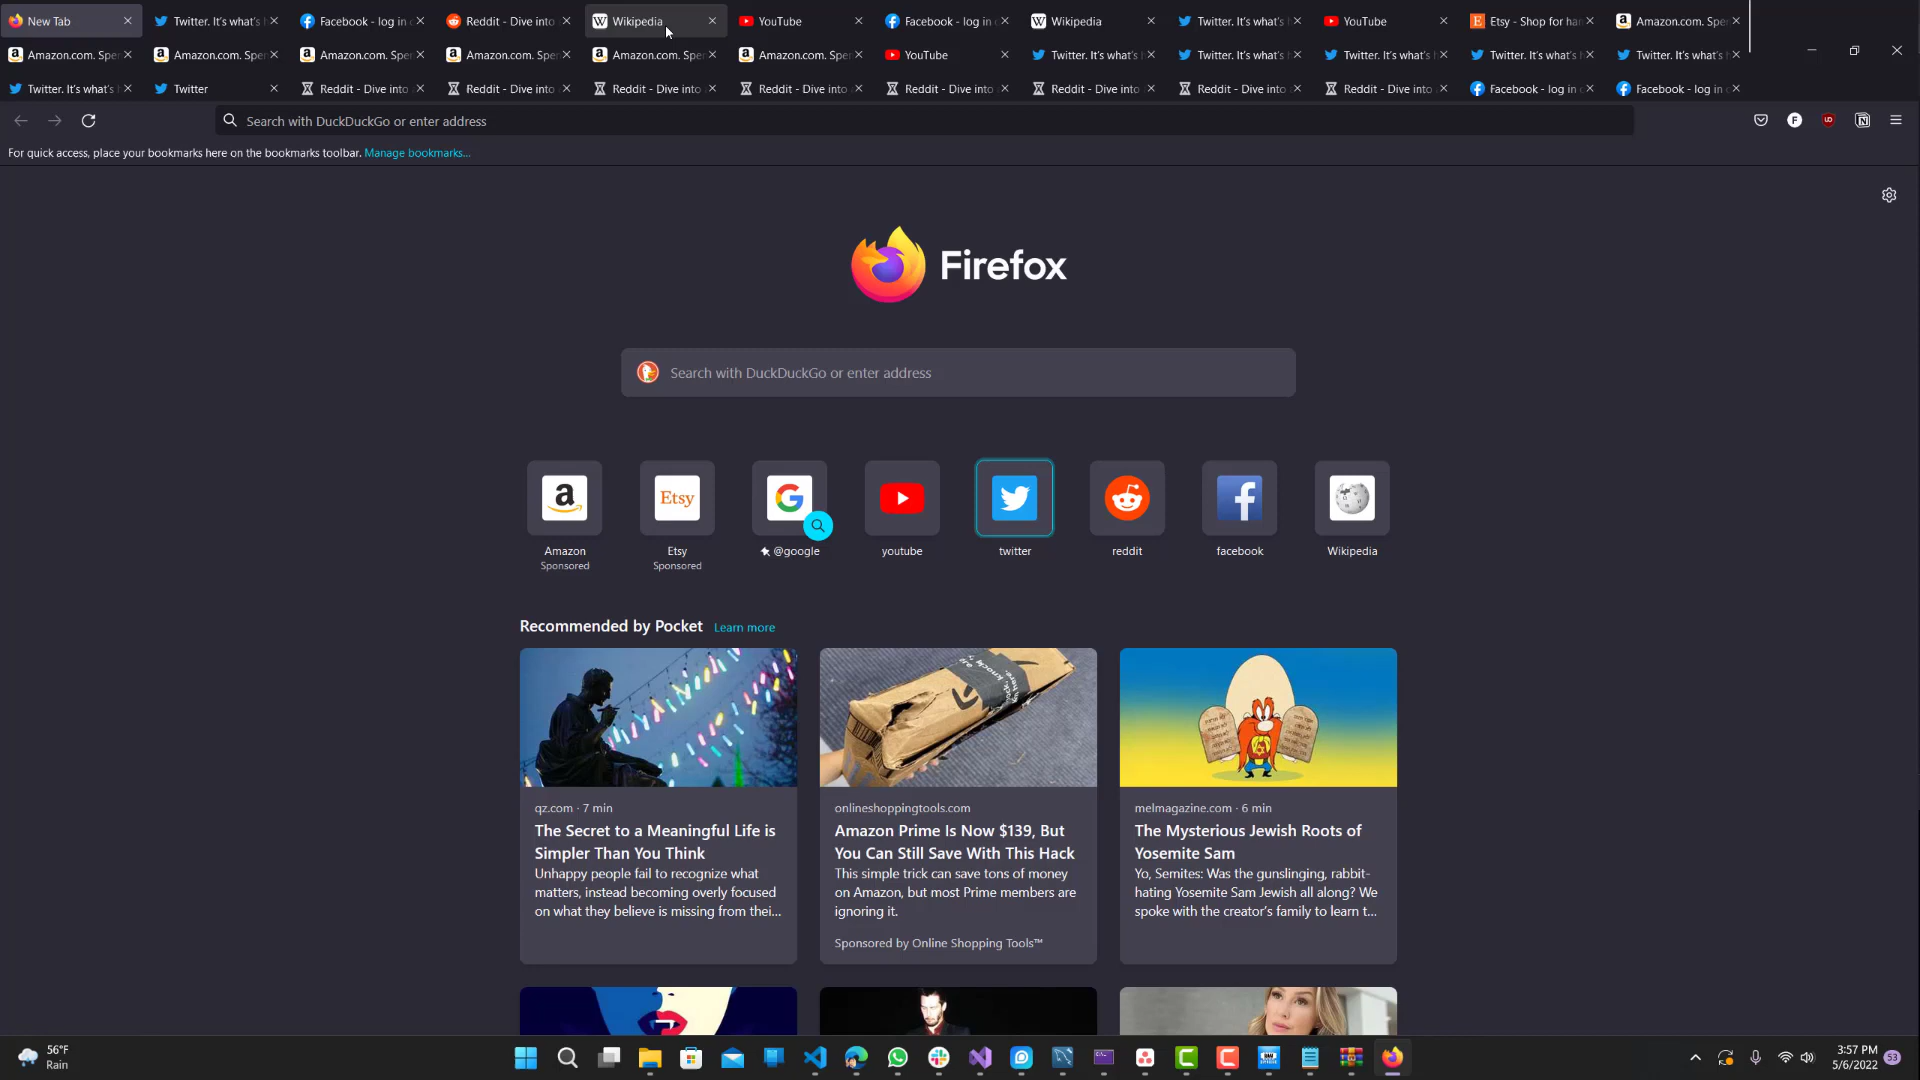 New Tab
Twitter. It's what's h
Facebook - log in o
Reddit - Dive into
Wikipedia
YouTube
Facebook - log in o
Wikipedia
Twitter. It's what's h
YouTube
Etsy - Shop for han
Amazon.com. Spen
Amazon.com. Spen
Amazon.com. Spen
Amazon.com. Spen
Amazon.com. Spen
Amazon.com. Spen
Amazon.com. Spen
YouTube
Twitter. It's what's h
Twitter. It's what's h
Twitter. It's what's h
Twitter. It's what's h
Twitter. It's what's h
Twitter. It's what's h
Twitter
Reddit - Dive into
Reddit - Dive into
Reddit - Dive into
Reddit - Dive into
Reddit - Dive into
Reddit - Dive into
Reddit - Dive into
Reddit - Dive into
Facebook - log in o
Facebook - log in o
Search with DuckDuckGo or enter address
For quick access, place your bookmarks here on the bookmarks toolbar. Manage bookmarks...
Firefox
Search with DuckDuckGo or enter address
Etsy
Amazon
Sponsored
Etsy
Sponsored
@google
youtube
twitter
reddit
facebook
Wikipedia
Recommended by Pocket Learn more
qz.com · 7 min
The Secret to a Meaningful Life is
Simpler Than You Think
Unhappy people fail to recognize what
matters, instead becoming overly focused
on what they believe is missing from thei...
onlineshoppingtools.com
Amazon Prime Is Now $139, But
You Can Still Save With This Hack
This simple trick can save tons of money
on Amazon, but most Prime members are
ignoring it.
Sponsored by Online Shopping Tools™
melmagazine.com · 6 min
The Mysterious Jewish Roots of
Yosemite Sam
Yo, Semites: Was the gunslinging, rabbit-
hating Yosemite Sam Jewish all along? We
spoke with the creator's family to learn t...
56°F
Rain
3:57 PM
5/6/2022
53